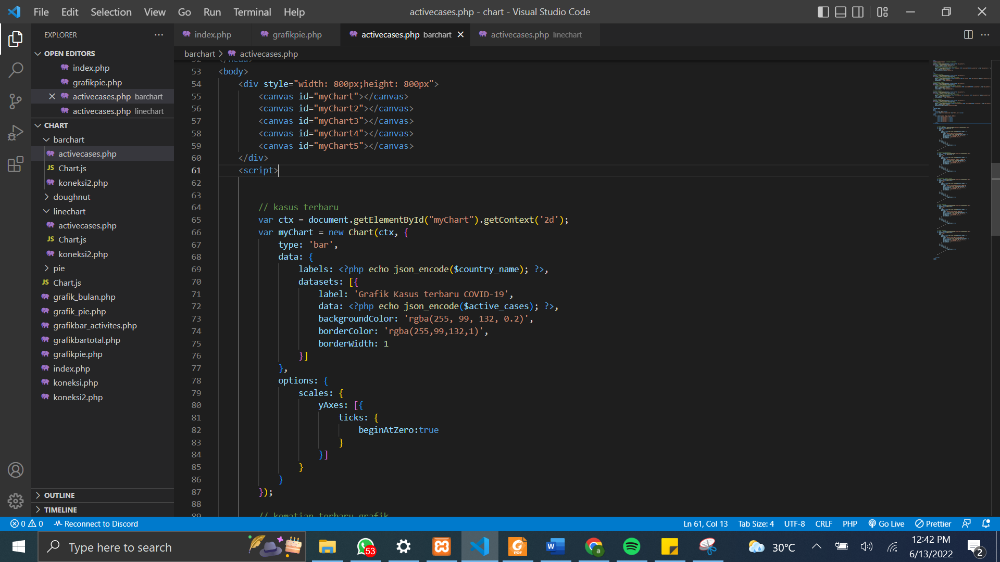 File Edit Selection View Go Run Terminal Help
activecases.php - chart - Visual Studio Code
EXPLORER
index.php
grafikpie.php
activecases.php barchart
activecases.php linechart
OPEN EDITORS
index.php
grafikpie.php
activecases.php barchart
activecases.php linechart
CHART
barchart
activecases.php
JS Chart.js
koneksi2.php
doughnut
linechart
activecases.php
JS Chart.js
koneksi2.php
pie
JS Chart.js
grafik_bulan.php
grafik_pie.php
grafikbar_activites.php
grafikbartotal.php
grafikpie.php
index.php
koneksi.php
koneksi2.php
OUTLINE
TIMELINE
barchart > activecases.php
52 </head>
53 <body>
54 <div style="width: 800px;height: 800px">
55 <canvas id="myChart"></canvas>
56 <canvas id="myChart2"></canvas>
57 <canvas id="myChart3"></canvas>
58 <canvas id="myChart4"></canvas>
59 <canvas id="myChart5"></canvas>
60 </div>
61 <script>
62
63
64 // kasus terbaru
65 var ctx = document.getElementById("myChart").getContext('2d');
66 var myChart = new Chart(ctx, {
67 type: 'bar',
68 data: {
69 labels: <?php echo json_encode($country_name); ?>,
70 datasets: [{
71 label: 'Grafik Kasus terbaru COVID-19',
72 data: <?php echo json_encode($active_cases); ?>,
73 backgroundColor: 'rgba(255, 99, 132, 0.2)',
74 borderColor: 'rgba(255,99,132,1)',
75 borderWidth: 1
76 }]
77 },
78 options: {
79 scales: {
80 yAxes: [{
81 ticks: {
82 beginAtZero:true
83 }
84 }]
85 }
86 }
87 });
88
89 // kematian terbaru grafik
0 0 Reconnect to Discord
Ln 61, Col 13 Tab Size: 4 UTF-8 CRLF PHP Go Live Prettier
Type here to search
53
PDF
W
a
30°C
12:42 PM
6/13/2022
2